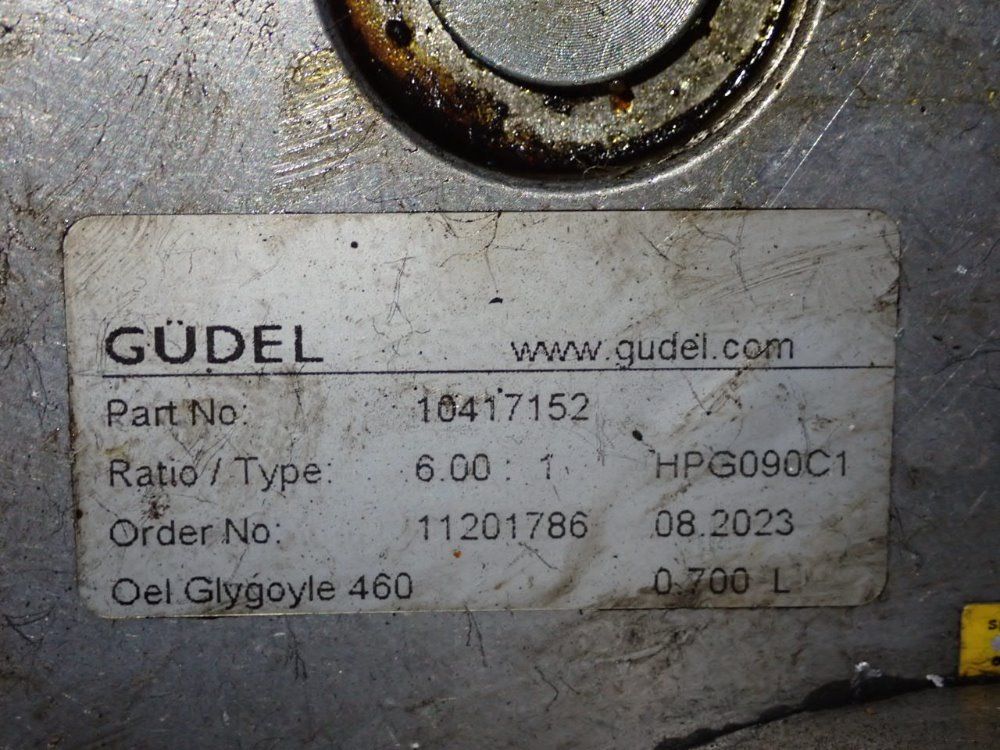 GÜDEL www.gudel.com
Part No: 10417152
Ratio / Type: 6.00 : 1 HPG090C1
Order No: 11201786 08.2023
Oel Glygoyle 460 0.700 L